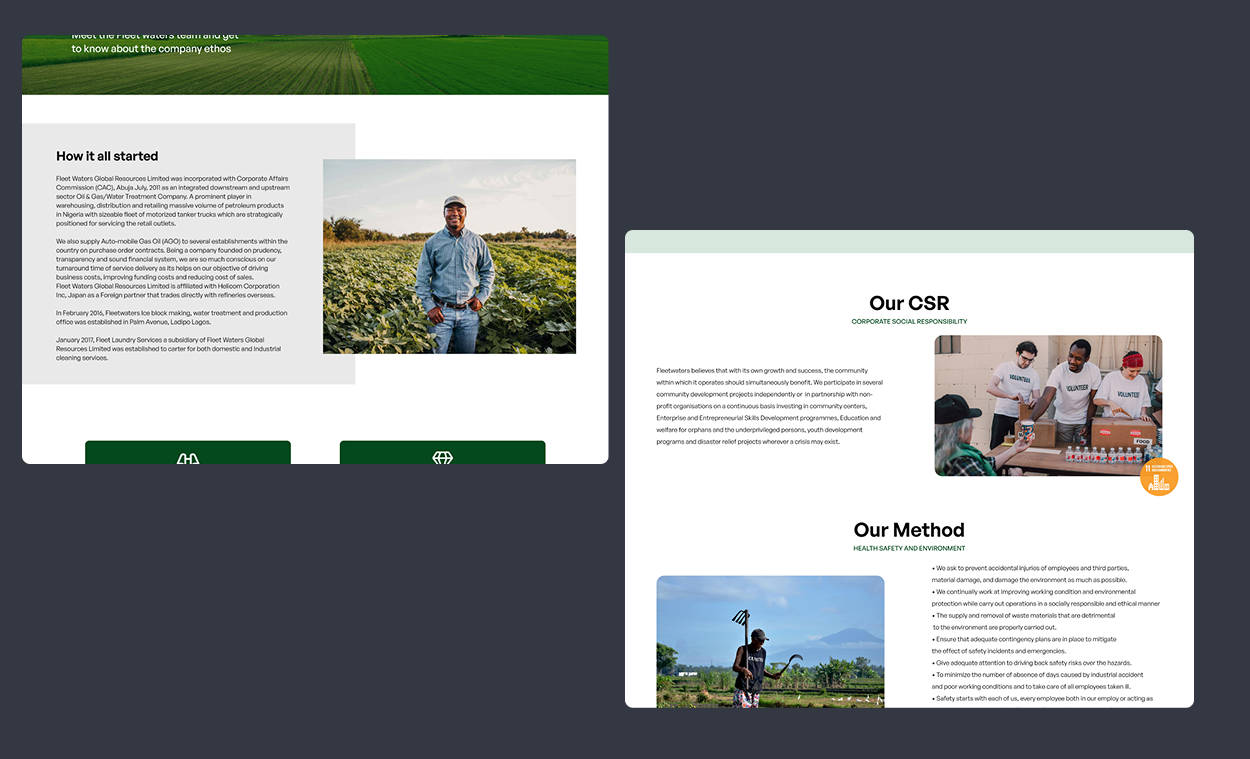 Meet the Fleet waters team and get
to know about the company ethos
How it all started
Fleet Waters Global Resources Limited was incorporated with Corporate Affairs
Commission (CAC), Abuja July, 2011 as an integrated downstream and upstream
sector Oil & Gas/Water Treatment Company. A prominent player in
warehousing, distribution and retailing massive volume of petroleum products
in Nigeria with sizeable fleet of motorized tanker trucks which are strategically
positioned for servicing the retail outlets.
We also supply Auto-mobile Gas Oil (AGO) to several establishments within the
country on purchase order contracts. Being a company founded on prudency,
transparency and sound financial system, we are so much conscious on our
turnaround time of service delivery as its helps on our objective of driving
business costs, improving funding costs and reducing cost of sales.
Fleet Waters Global Resources Limited is affiliated with Helicom Corporation
Inc, Japan as a Foreign partner that trades directly with refineries overseas.
In February 2016, Fleetwaters Ice block making, water treatment and production
office was established in Palm Avenue, Ladipo Lagos.
January 2017, Fleet Laundry Services a subsidiary of Fleet Waters Global
Resources Limited was established to carter for both domestic and Industrial
cleaning services.
Our CSR
CORPORATE SOCIAL RESPONSIBILITY
Fleetwaters believes that with its own growth and success, the community
within which it operates should simultaneously benefit. We participate in several
community development projects independently or in partnership with non-
profit organisations on a continuous basis investing in community centers,
Enterprise and Entrepreneurial Skills Development programmes, Education and
welfare for orphans and the underprivileged persons, youth development
programs and disaster relief projects wherever a crisis may exist.
VOLUNTEER
VOLUNTEER
VOLUNTEER
FOOD
11
Our Method
HEALTH SAFETY AND ENVIRONMENT
• We ask to prevent accidental injuries of employees and third parties,
material damage, and damage the environment as much as possible.
• We continually work at improving working condition and environmental
protection while carry out operations in a socially responsible and ethical manner
• The supply and removal of waste materials that are detrimental
to the environment are properly carried out.
• Ensure that adequate contingency plans are in place to mitigate
the effect of safety incidents and emergencies.
• Give adequate attention to driving back safety risks over the hazards.
• To minimize the number of absence of days caused by industrial accident
and poor working conditions and to take care of all employees taken ill.
• Safety starts with each of us, every employee both in our employ or acting as